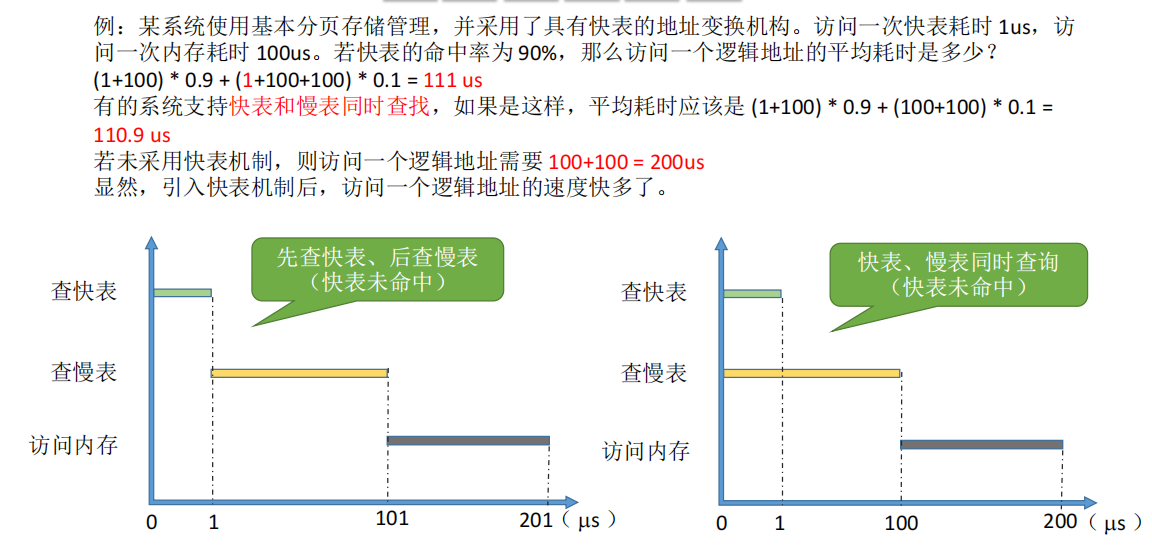 例：某系统使用基本分页存储管理，并采用了具有快表的地址变换机构。访问一次快表耗时 1us，访
问一次内存耗时 100us。若快表的命中率为 90%，那么访问一个逻辑地址的平均耗时是多少？
(1+100) * 0.9 + (1+100+100) * 0.1 = 111 us
有的系统支持快表和慢表同时查找，如果是这样，平均耗时应该是 (1+100) * 0.9 + (100+100) * 0.1 =
110.9 us
若未采用快表机制，则访问一个逻辑地址需要 100+100 = 200us
显然，引入快表机制后，访问一个逻辑地址的速度快多了。
先查快表、后查慢表
（快表未命中）
查快表
查慢表
访问内存
0 1 101 201（μs）
快表、慢表同时查询
（快表未命中）
查快表
查慢表
访问内存
0 1 100 200（μs）